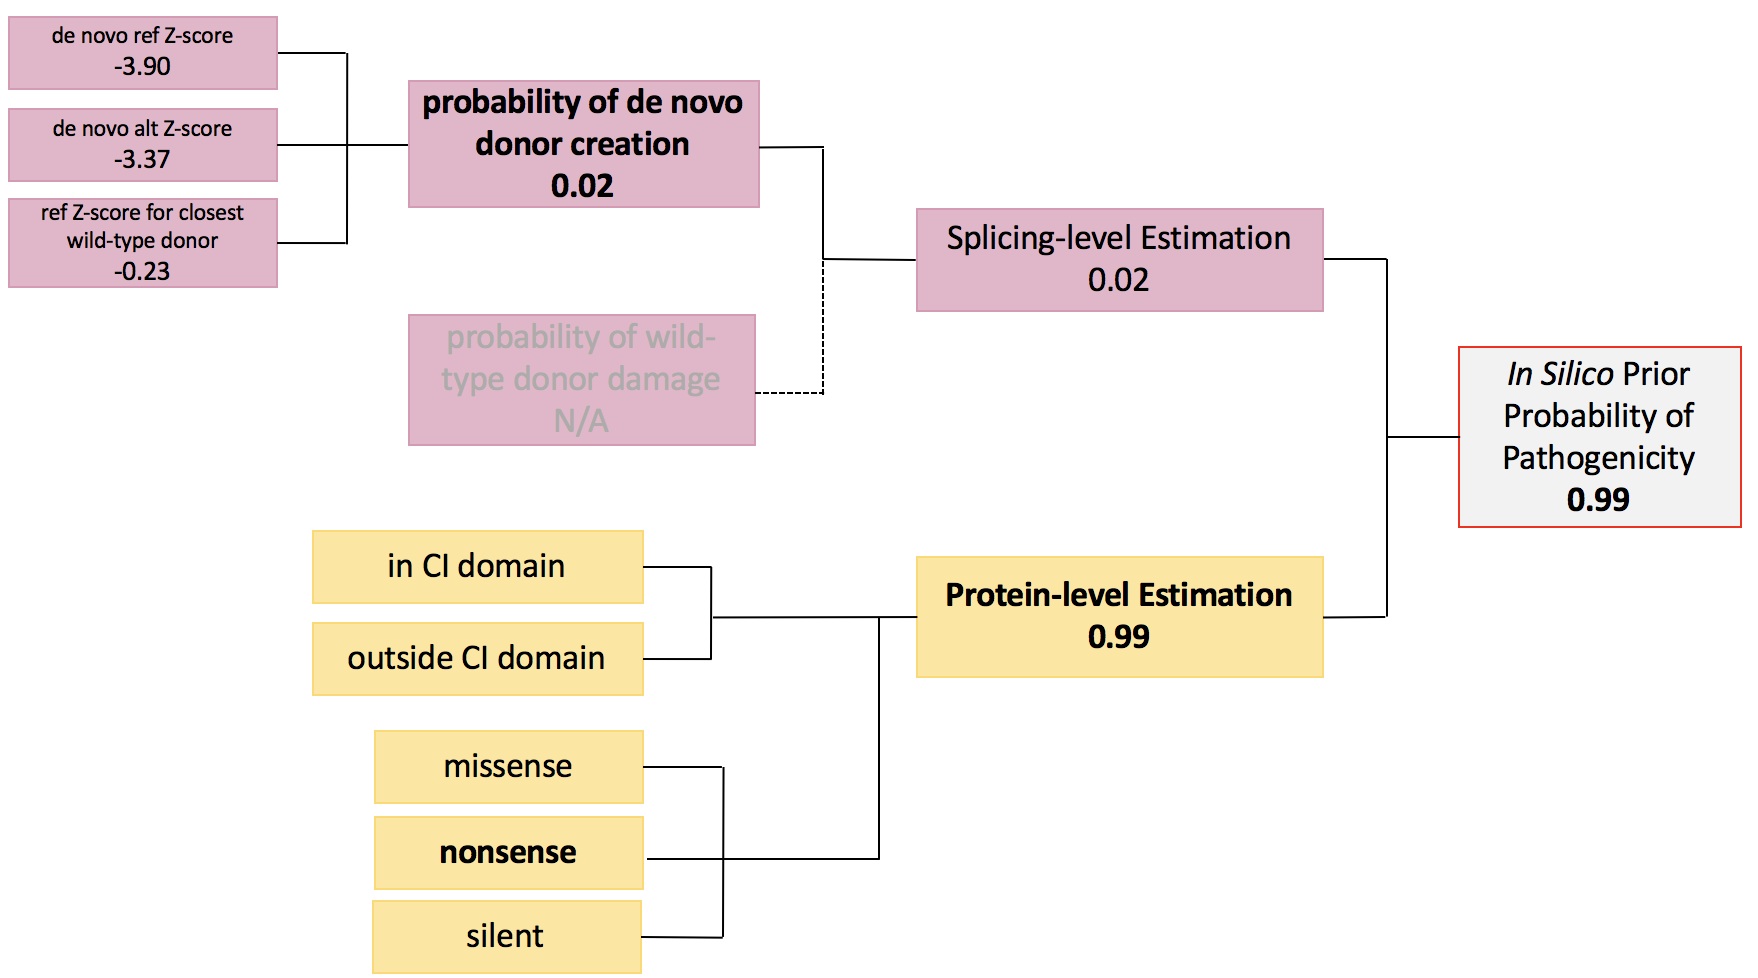 de novo ref Z-score
-3.90
de novo alt Z-score
-3.37
ref Z-score for closest
wild-type donor
-0.23
probability of de novo
donor creation
0.02
probability of wild-
type donor damage
N/A
Splicing-level Estimation
0.02
In Silico Prior
Probability of
Pathogenicity
0.99
in CI domain
outside CI domain
Protein-level Estimation
0.99
missense
nonsense
silent